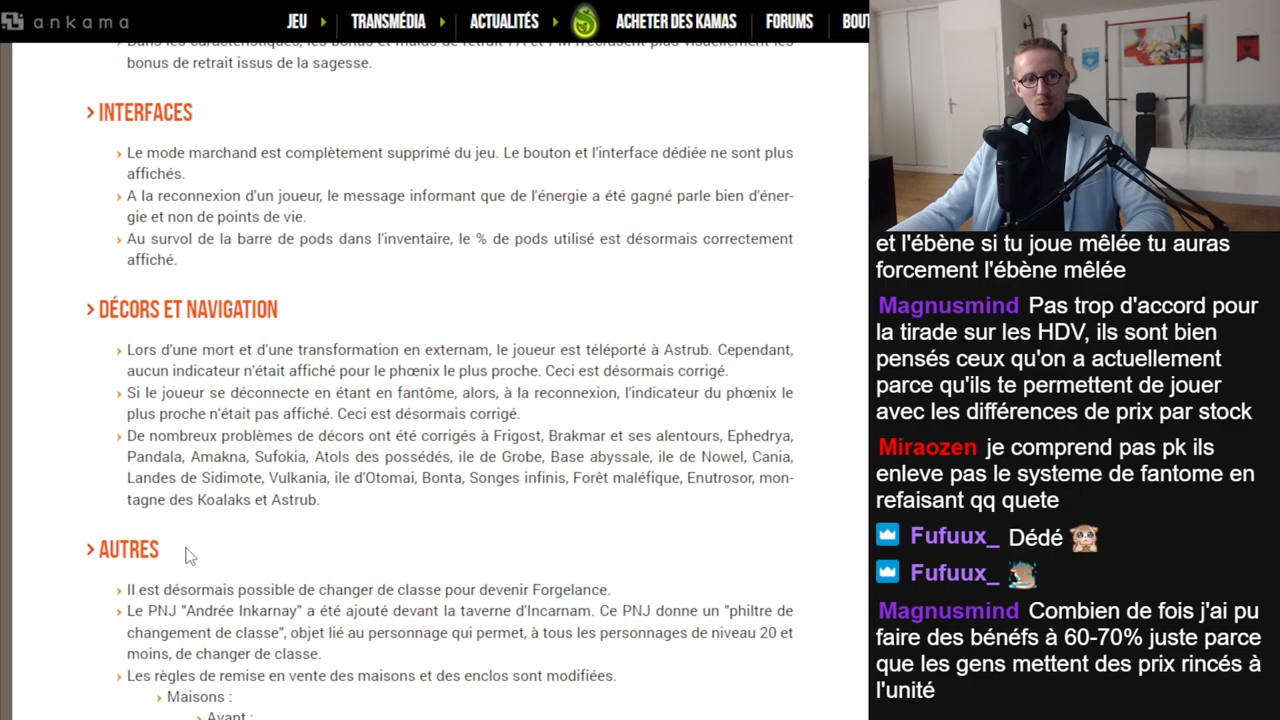 ankama
JEU TRANSMÉDIA ACTUALITÉS ACHETER DES KAMAS FORUMS BOUT
Dans les caractéristiques, les bonus et malus de retrait PA et PM n'écrasent plus visuellement les
bonus de retrait issus de la sagesse.
INTERFACES
Le mode marchand est complètement supprimé du jeu. Le bouton et l'interface dédiée ne sont plus
affichés.
A la reconnexion d'un joueur, le message informant que de l'énergie a été gagné parle bien d'éner-
gie et non de points de vie.
Au survol de la barre de pods dans l'inventaire, le % de pods utilisé est désormais correctement
affiché.
DÉCORS ET NAVIGATION
Lors d'une mort et d'une transformation en externam, le joueur est téléporté à Astrub. Cependant,
aucun indicateur n'était affiché pour le phœnix le plus proche. Ceci est désormais corrigé.
Si le joueur se déconnecte en étant en fantôme, alors, à la reconnexion, l'indicateur du phœnix le
plus proche n'était pas affiché. Ceci est désormais corrigé.
De nombreux problèmes de décors ont été corrigés à Frigost, Brakmar et ses alentours, Ephedrya,
Pandala, Amakna, Sufokia, Atols des possédés, ile de Grobe, Base abyssale, ile de Nowel, Cania,
Landes de Sidimote, Vulkania, ile d'Otomai, Bonta, Songes infinis, Forêt maléfique, Enutrosor, mon-
tagne des Koalaks et Astrub.
AUTRES
Il est désormais possible de changer de classe pour devenir Forgelance.
Le PNJ "Andrée Inkarnay" a été ajouté devant la taverne d'Incarnam. Ce PNJ donne un "philtre de
changement de classe", objet lié au personnage qui permet, à tous les personnages de niveau 20 et
moins, de changer de classe.
Les règles de remise en vente des maisons et des enclos sont modifiées.
Maisons :
Avant :
et l'ébène si tu joue mêlée tu auras
forcement l'ébène mêlée
Magnusmind Pas trop d'accord pour
la tirade sur les HDV, ils sont bien
pensés ceux qu'on a actuellement
parce qu'ils te permettent de jouer
avec les différences de prix par stock
Miraozen je comprend pas pk ils
enleve pas le systeme de fantome en
refaisant qq quete
Fufuux_ Dédé
Fufuux_
Magnusmind Combien de fois j'ai pu
faire des bénéfs à 60-70% juste parce
que les gens mettent des prix rincés à
l'unité